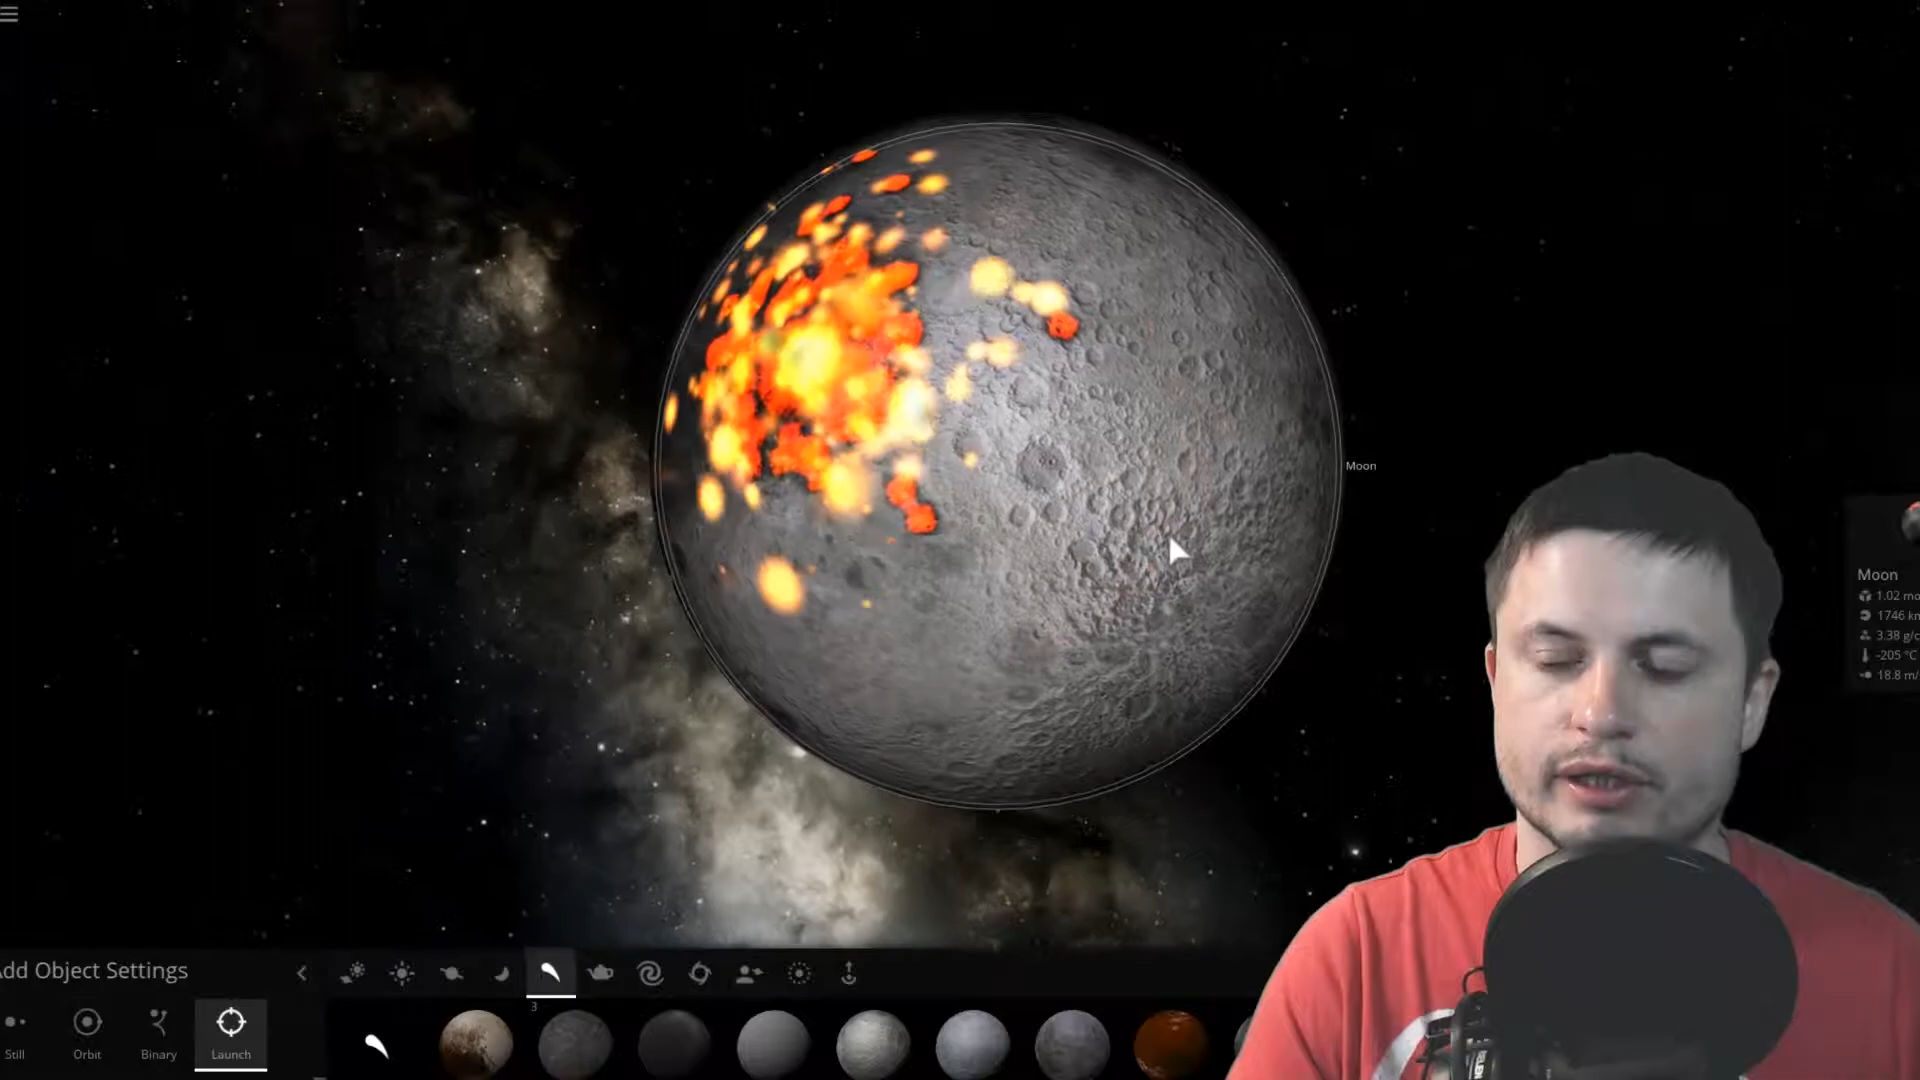 Moon
Moon
1.02 mo
1746 km
3.38 g/c
-205 °C
18.8 m/
dd Object Settings
3
Still
Orbit
Binary
Launch